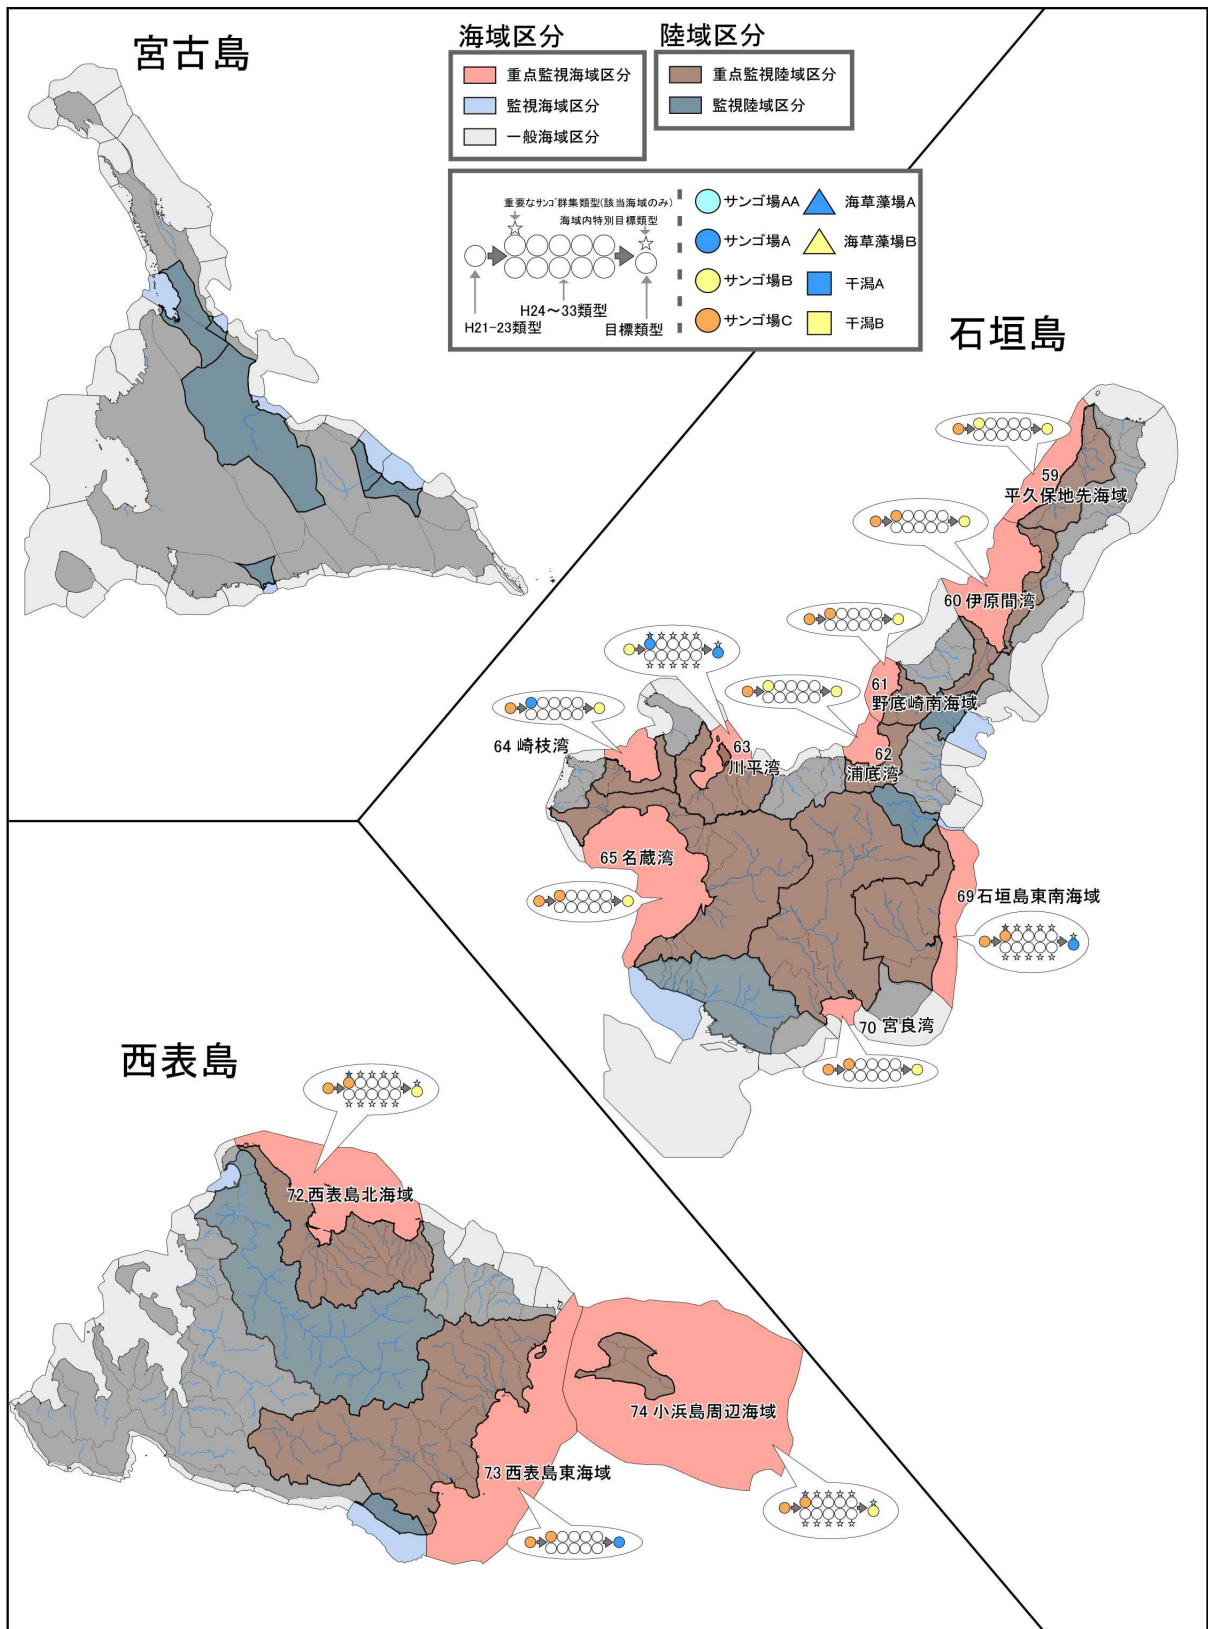 宮古島
海域区分
重点監視海域区分
監視海域区分
一般海域区分
陸域区分
重点監視陸域区分
監視陸域区分
重要なサンゴ群集類型(該当海域のみ)
海域内特別目標類型
H21-23類型
H24～33類型
目標類型
サンゴ場AA
サンゴ場A
サンゴ場B
サンゴ場C
海草藻場A
海草藻場B
干潟A
干潟B
石垣島
59
平久保地先海域
60 伊原間湾
61
野底崎南海域
62
浦底湾
63
川平湾
64 崎枝湾
65 名蔵湾
69 石垣島東南海域
70 宮良湾
西表島
72 西表島北海域
73 西表島東海域
74 小浜島周辺海域